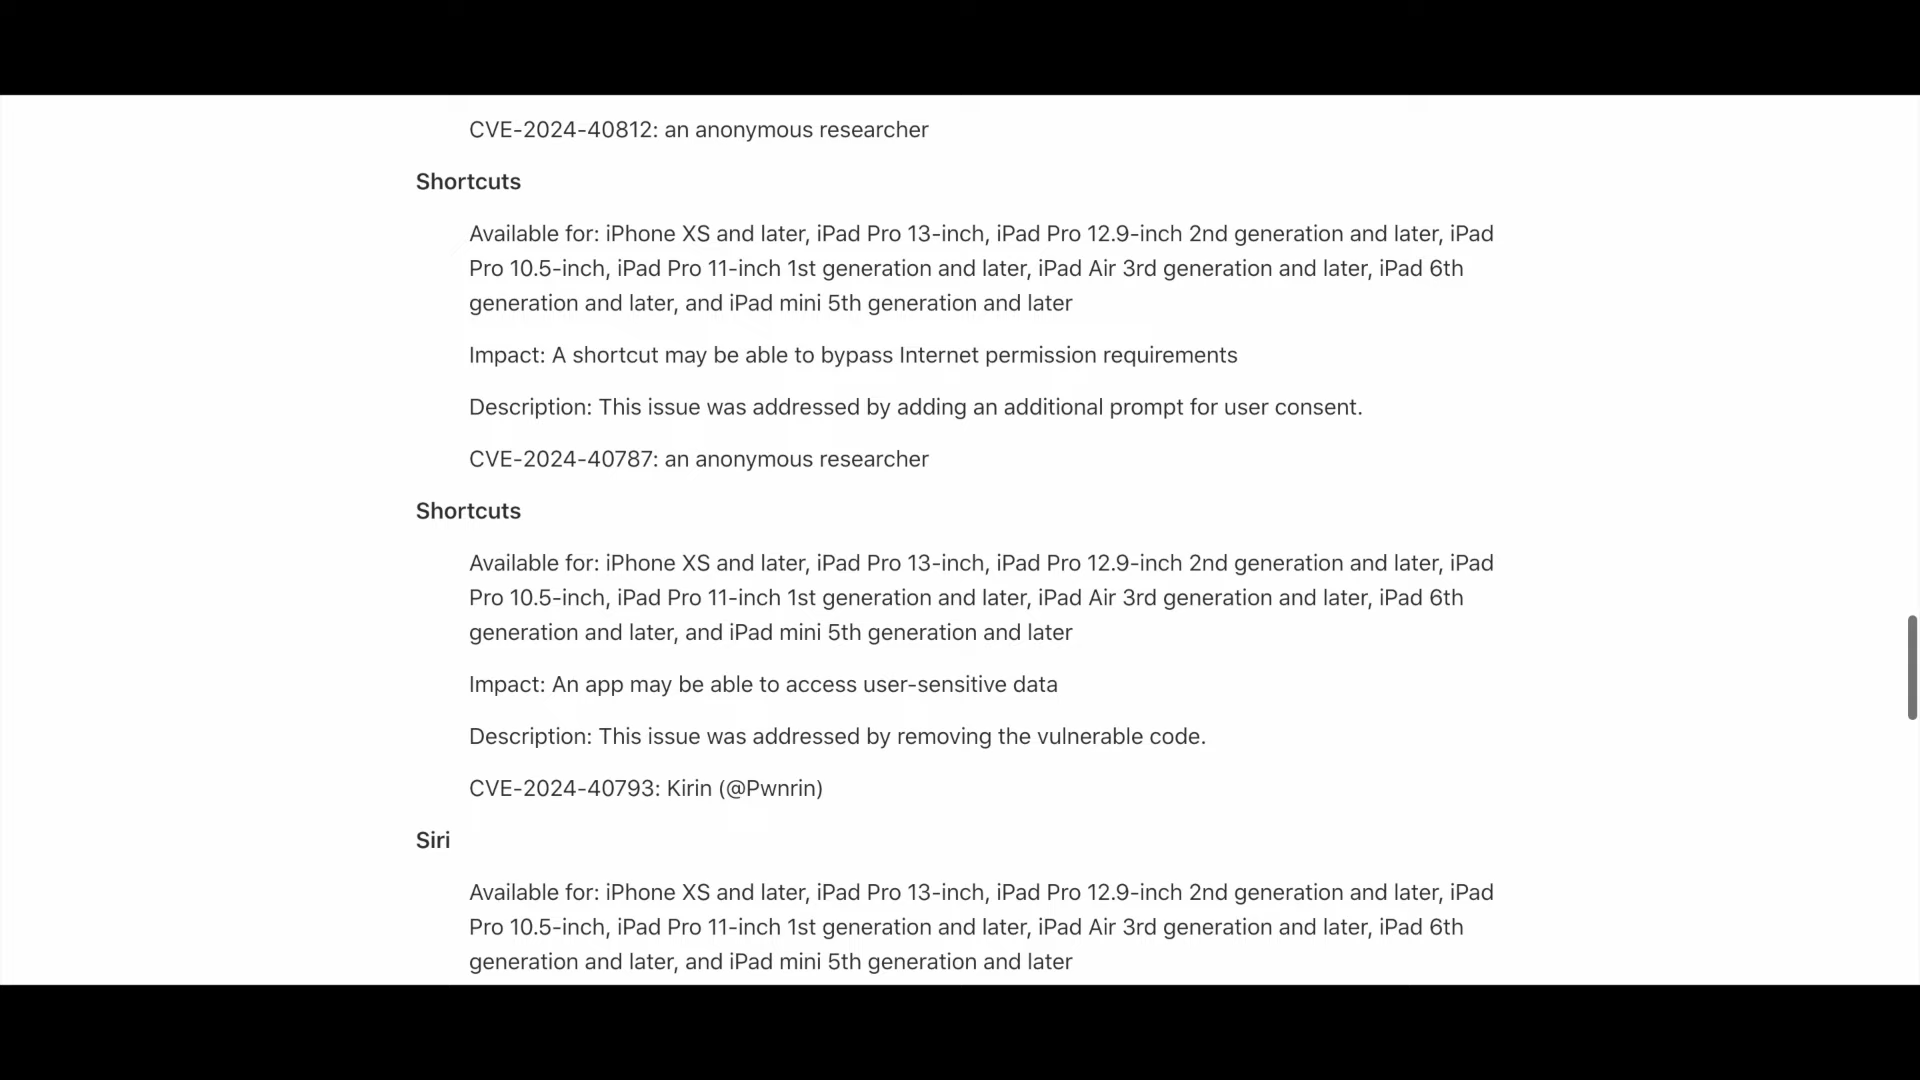 CVE-2024-40812: an anonymous researcher
Shortcuts
Available for: iPhone XS and later, iPad Pro 13-inch, iPad Pro 12.9-inch 2nd generation and later, iPad
Pro 10.5-inch, iPad Pro 11-inch 1st generation and later, iPad Air 3rd generation and later, iPad 6th
generation and later, and iPad mini 5th generation and later
Impact: A shortcut may be able to bypass Internet permission requirements
Description: This issue was addressed by adding an additional prompt for user consent.
CVE-2024-40787: an anonymous researcher
Shortcuts
Available for: iPhone XS and later, iPad Pro 13-inch, iPad Pro 12.9-inch 2nd generation and later, iPad
Pro 10.5-inch, iPad Pro 11-inch 1st generation and later, iPad Air 3rd generation and later, iPad 6th
generation and later, and iPad mini 5th generation and later
Impact: An app may be able to access user-sensitive data
Description: This issue was addressed by removing the vulnerable code.
CVE-2024-40793: Kirin (@Pwnrin)
Siri
Available for: iPhone XS and later, iPad Pro 13-inch, iPad Pro 12.9-inch 2nd generation and later, iPad
Pro 10.5-inch, iPad Pro 11-inch 1st generation and later, iPad Air 3rd generation and later, iPad 6th
generation and later, and iPad mini 5th generation and later